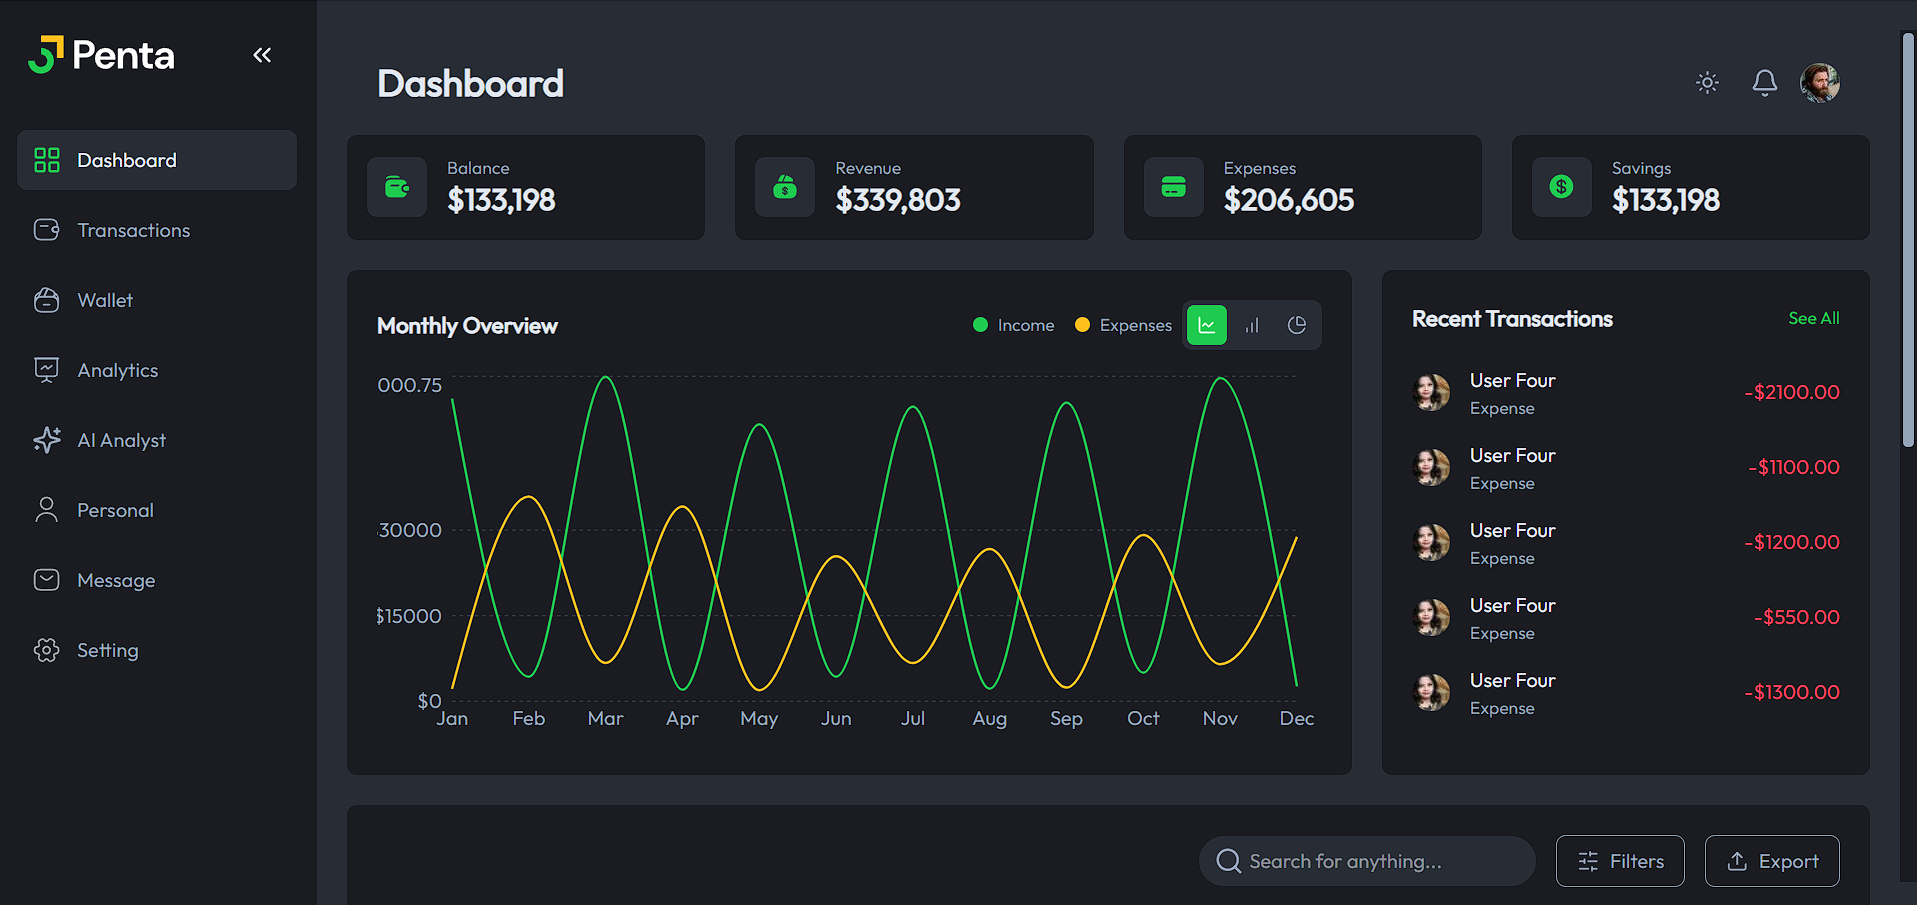 Penta
Dashboard
Transactions
Wallet
Analytics
AI Analyst
Personal
Message
Setting
Dashboard
Balance
$133,198
Revenue
$339,803
Expenses
$206,605
Savings
$133,198
Monthly Overview
Income
Expenses
000.75
30000
$15000
$0
Jan Feb Mar Apr May Jun Jul Aug Sep Oct Nov Dec
Recent Transactions
See All
User Four
Expense
-$2100.00
User Four
Expense
-$1100.00
User Four
Expense
-$1200.00
User Four
Expense
-$550.00
User Four
Expense
-$1300.00
Search for anything...
Filters
Export